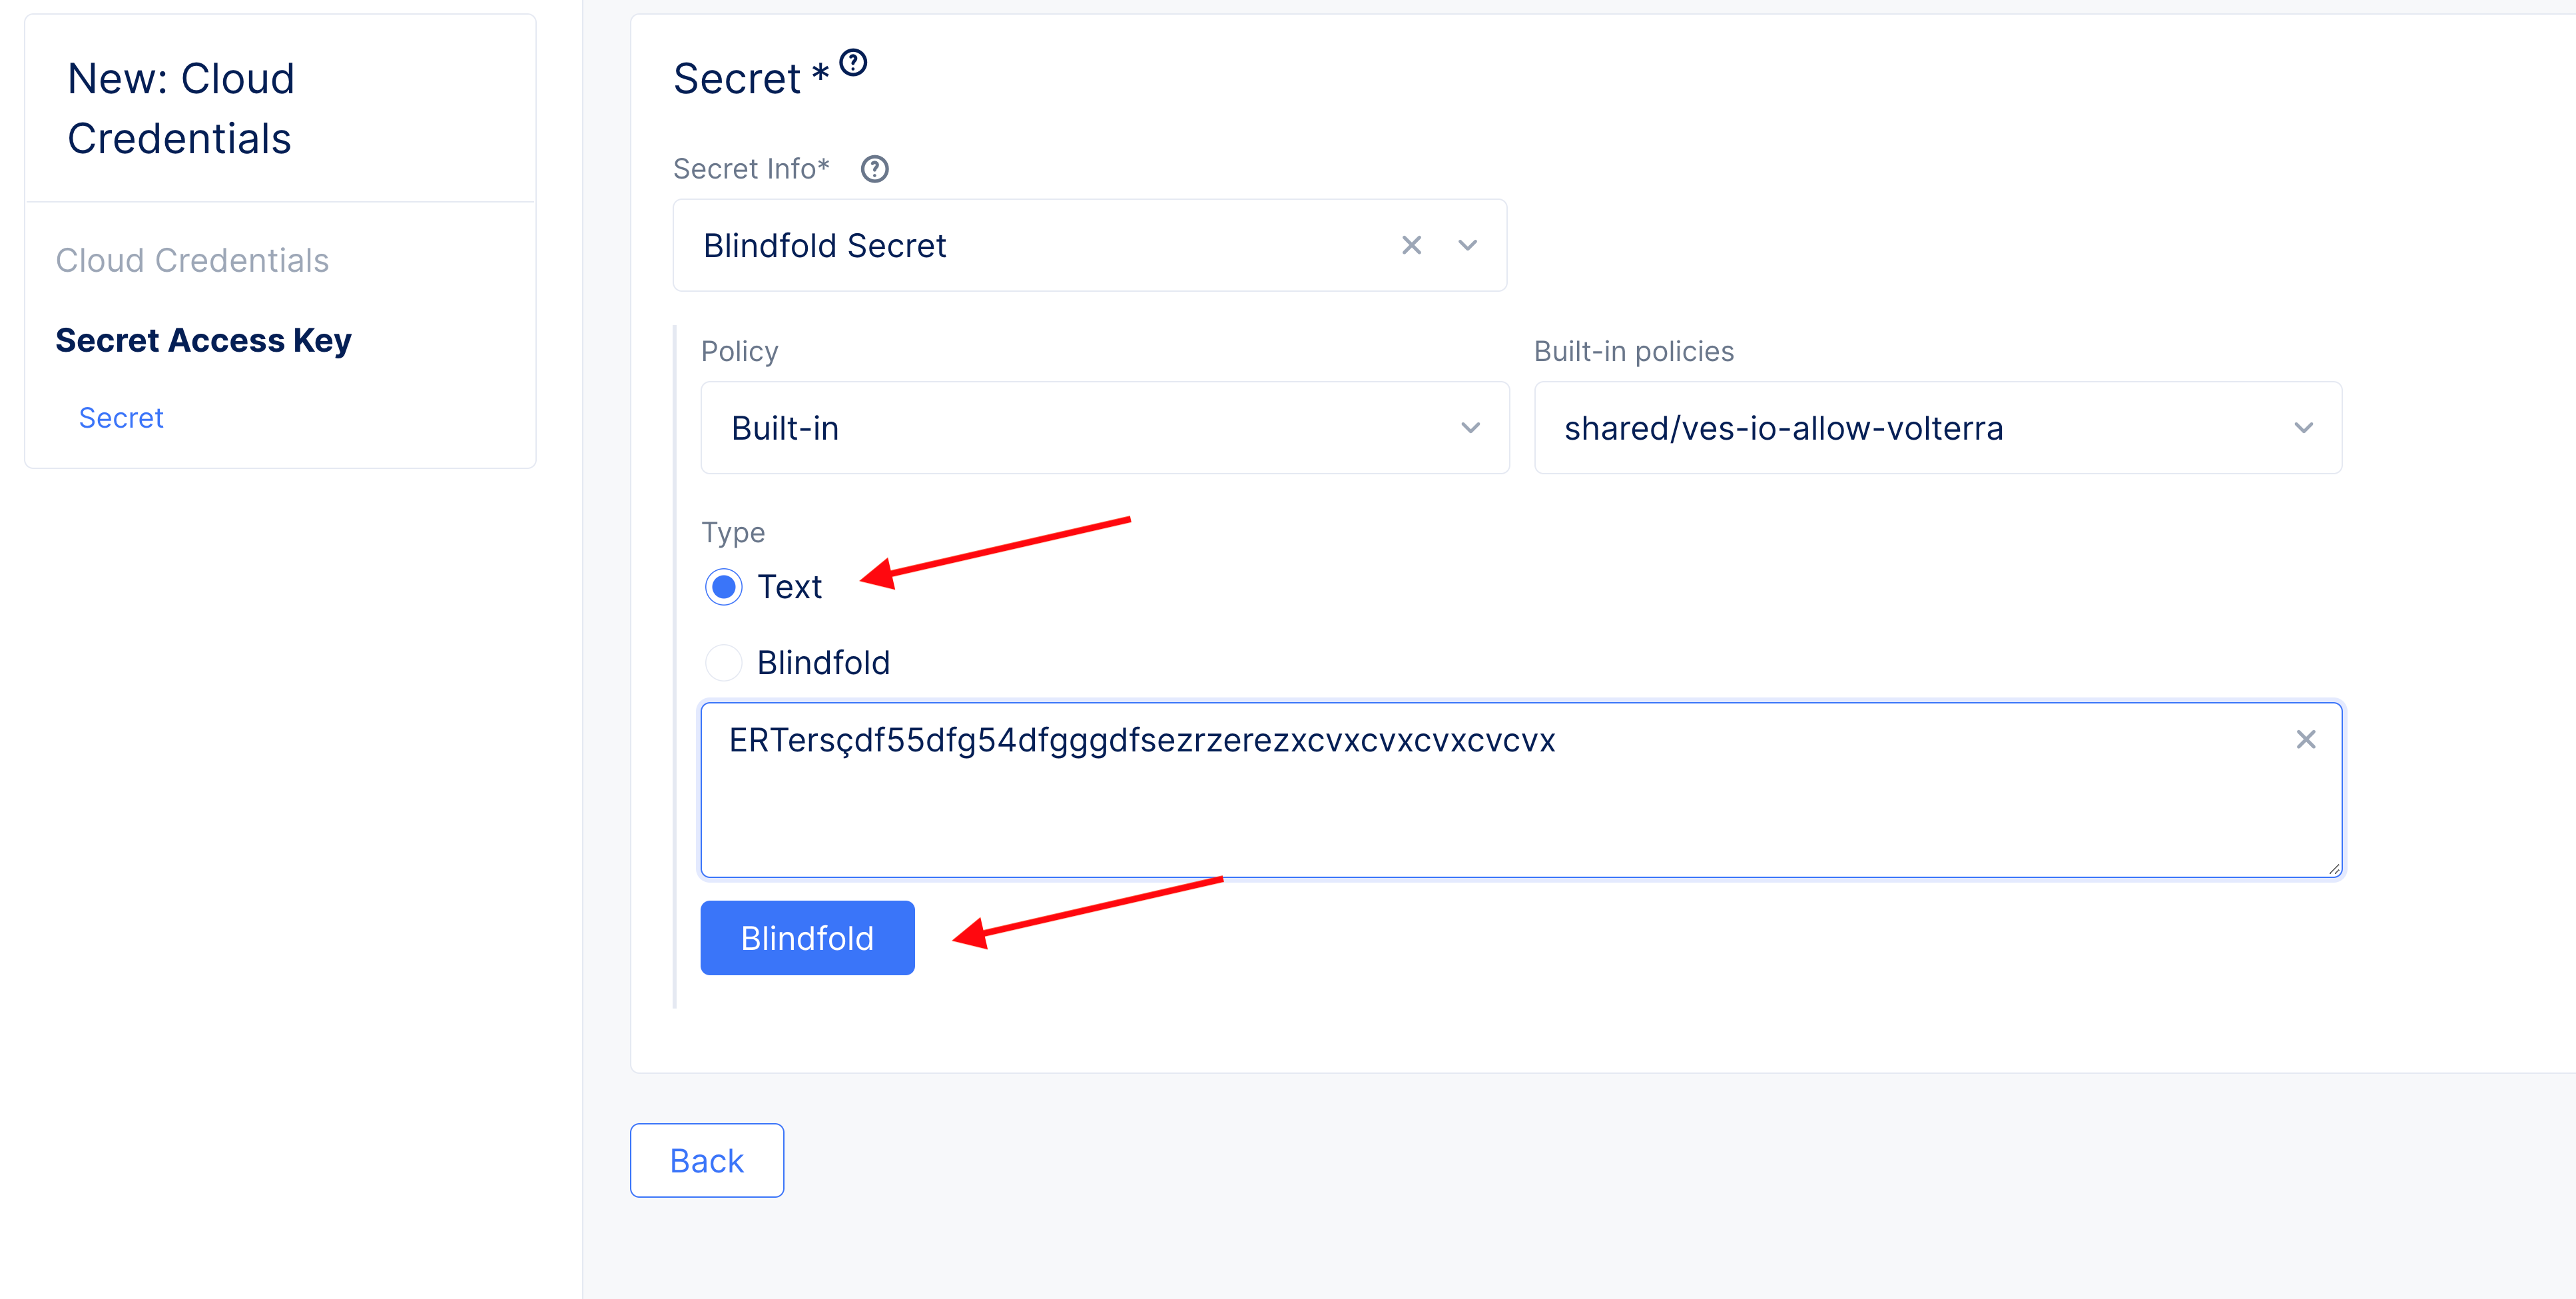 New: Cloud
Credentials
Cloud Credentials
Secret Access Key
Secret
Secret *
Secret Info*
Blindfold Secret
Policy
Built-in policies
Built-in
shared/ves-io-allow-volterra
Type
Text
Blindfold
ERTersçdf55dfg54dfgggdfsezrzerezxcvxcvxcvxcvcvx
Blindfold
Back